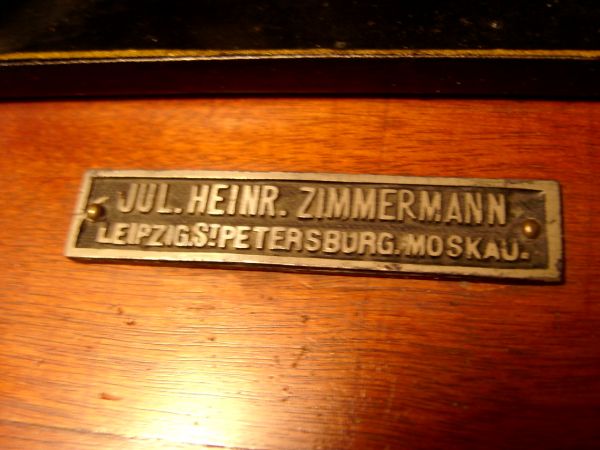 JUL. HEINR. ZIMMERMANN
LEIPZIG. ST PETERSBURG. MOSKAU.